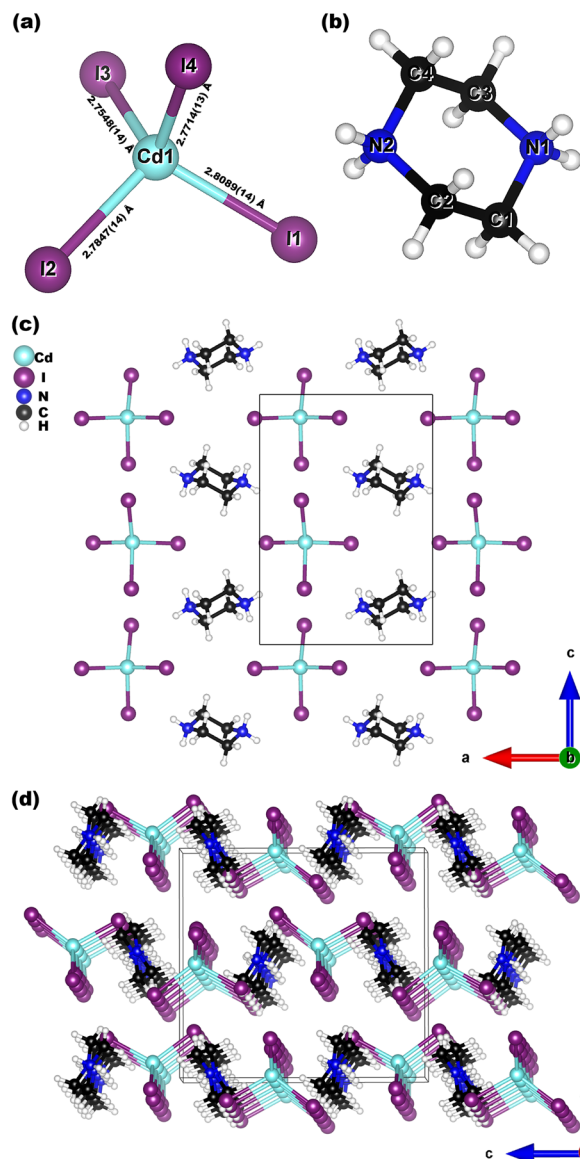 (a)
I3
I4
2.7548(14) Å
2.7714(13) Å
Cd1
2.8089(14) Å
2.7847(14) Å
I2
I1
(b)
C4
C3
N2
N1
C2
C1
(c)
Cd
I
N
C
H
c
a
b
(d)
c